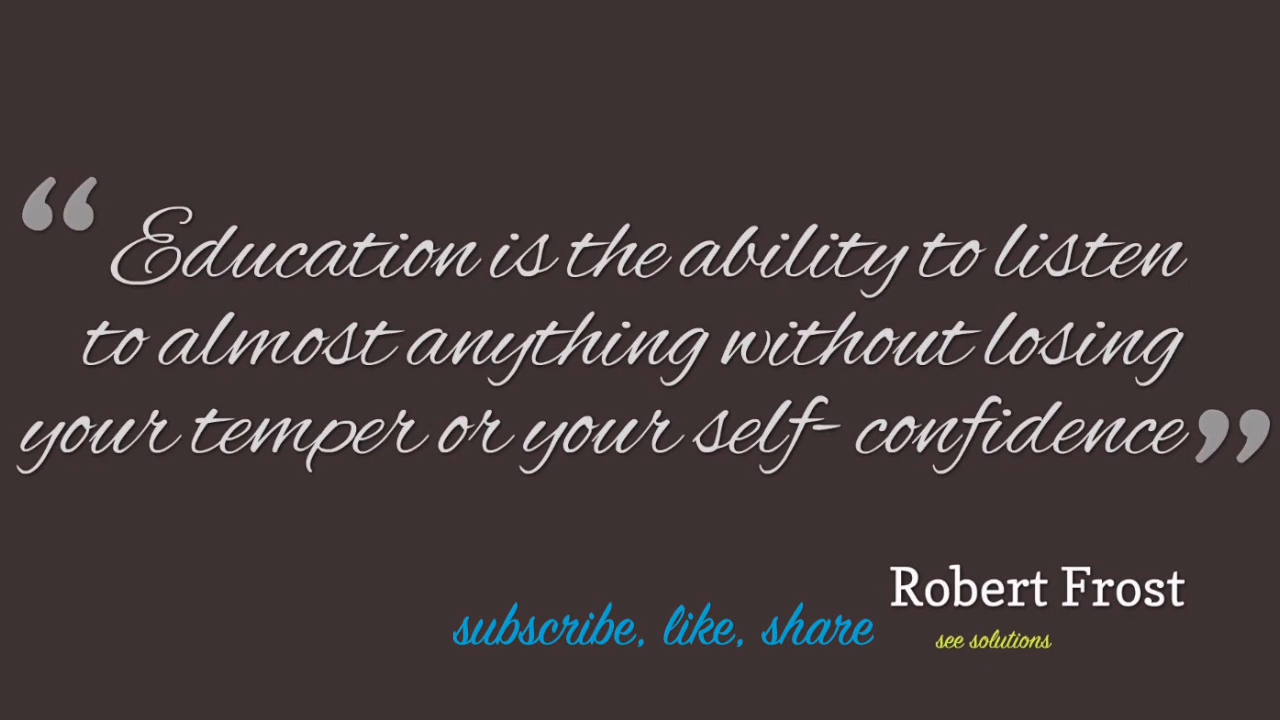 “Education is the ability to listen
to almost anything without losing
your temper or your self- confidence”
Robert Frost
subscribe, like, share
see solutions